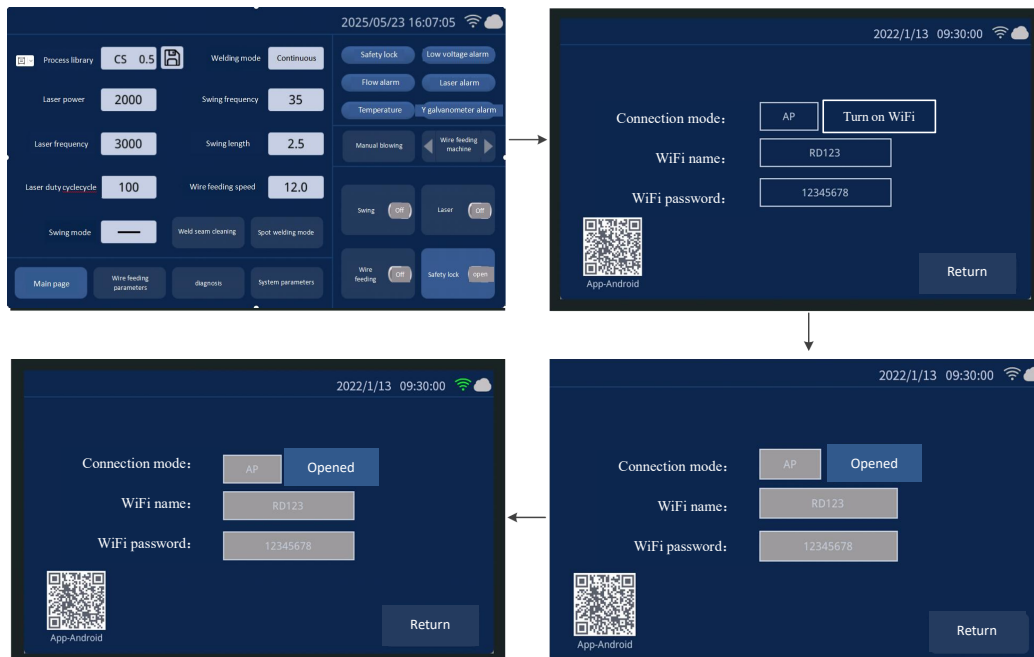 2025/05/23 16:07:05
Process library CS 0.5 Welding mode Continuous
Laser power 2000 Swing frequency 35
Laser frequency 3000 Swing length 2.5
Laser duty cyclecycle 100 Wire feeding speed 12.0
Swing mode Weld seam cleaning Spot welding mode
Main page Wire feeding parameters diagnosis System parameters
Safety lock Low voltage alarm
Flow alarm Laser alarm
Temperature Y galvanometer alarm
Manual blowing Wire feeding machine
Swing Off Laser Off
Wire feeding Off Safety lock open
2022/1/13 09:30:00
Connection mode: AP Turn on WiFi
WiFi name: RD123
WiFi password: 12345678
App-Android
Return
2022/1/13 09:30:00
Connection mode: AP Opened
WiFi name: RD123
WiFi password: 12345678
App-Android
Return
2022/1/13 09:30:00
Connection mode: AP Opened
WiFi name: RD123
WiFi password: 12345678
App-Android
Return